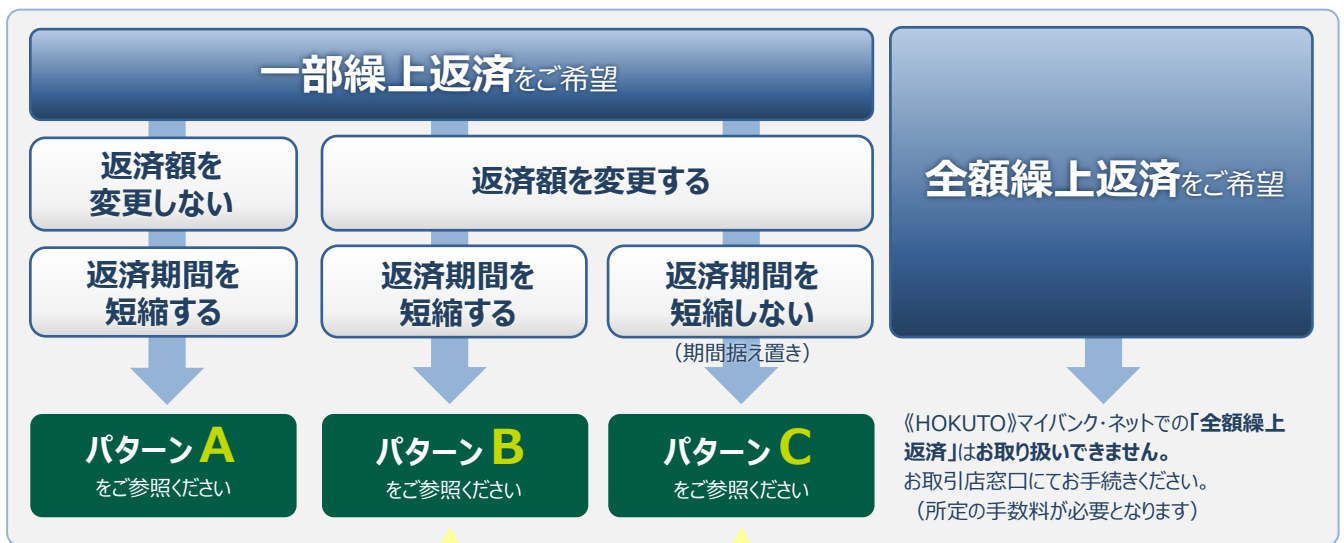 一部繰上返済をご希望
返済額を
変更しない
返済額を変更する
返済期間を
短縮する
返済期間を
短縮する
返済期間を
短縮しない
（期間据え置き）
パターン A
をご参照ください
パターン B
をご参照ください
パターン C
をご参照ください
全額繰上返済をご希望
《HOKUTO》マイバンク・ネットでの「全額繰上
返済」はお取り扱いできません。
お取引店窓口にてお手続きください。
（所定の手数料が必要となります）